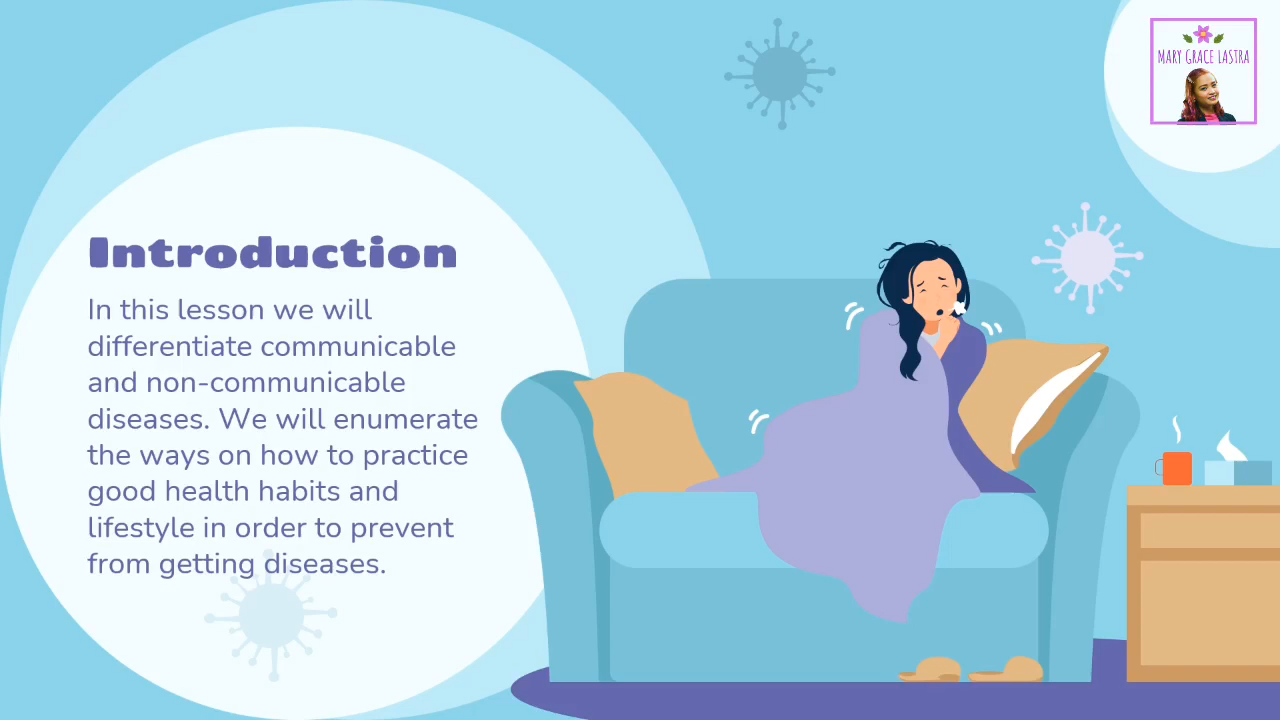 MARY GRACE LASTRA
Introduction
In this lesson we will
differentiate communicable
and non-communicable
diseases. We will enumerate
the ways on how to practice
good health habits and
lifestyle in order to prevent
from getting diseases.